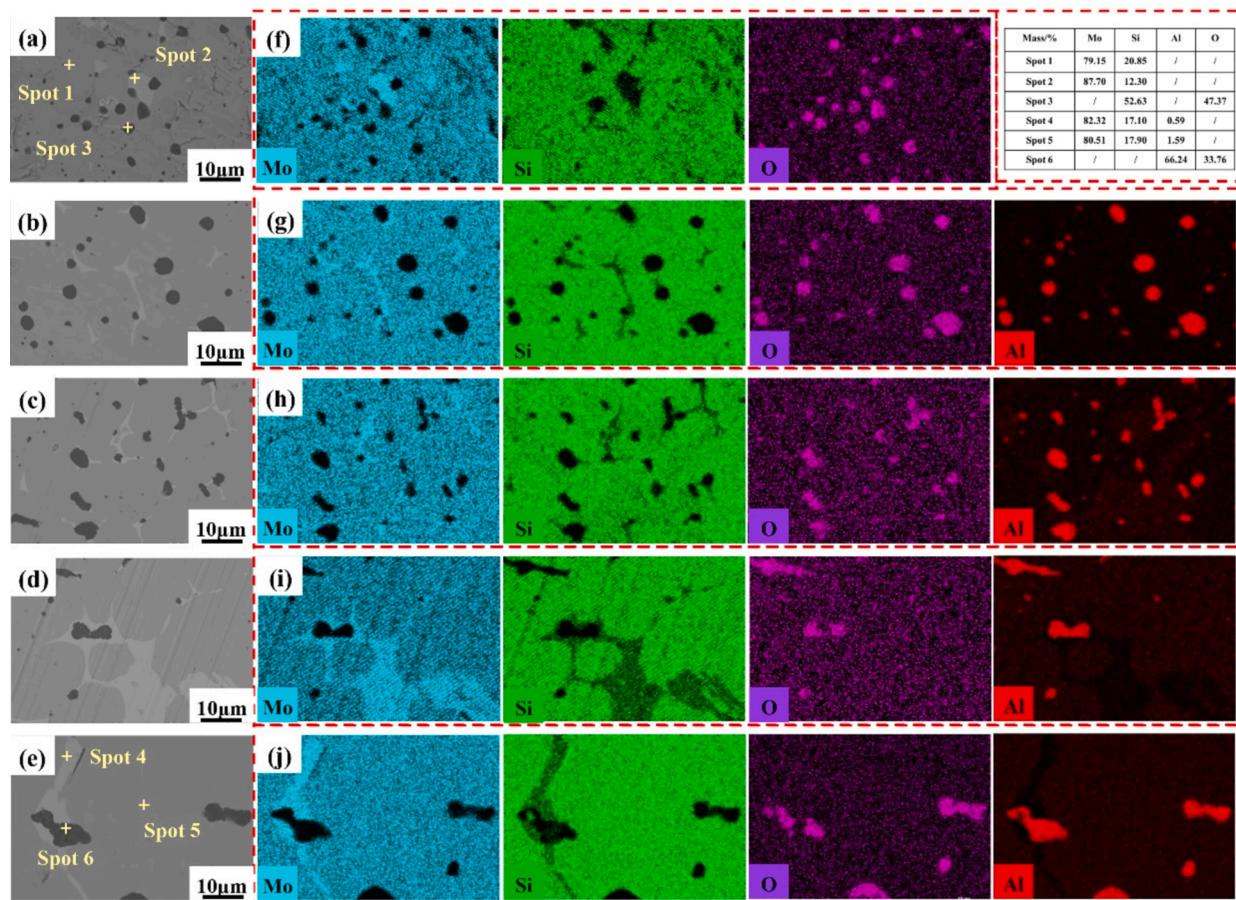 (a)
Spot 2
Spot 1
Spot 3
10μm
(f)
Mo
Si
O
Mass/% Mo Si Al O
Spot 1 79.15 20.85 / /
Spot 2 87.70 12.30 / /
Spot 3 / 52.63 / 47.37
Spot 4 82.32 17.10 0.59 /
Spot 5 80.51 17.90 1.59 /
Spot 6 / / 66.24 33.76
(b)
10μm
(g)
Mo
Si
O
Al
(c)
10μm
(h)
Mo
Si
O
Al
(d)
10μm
(i)
Mo
Si
O
Al
(e)
Spot 4
Spot 5
Spot 6
10μm
(j)
Mo
Si
O
Al